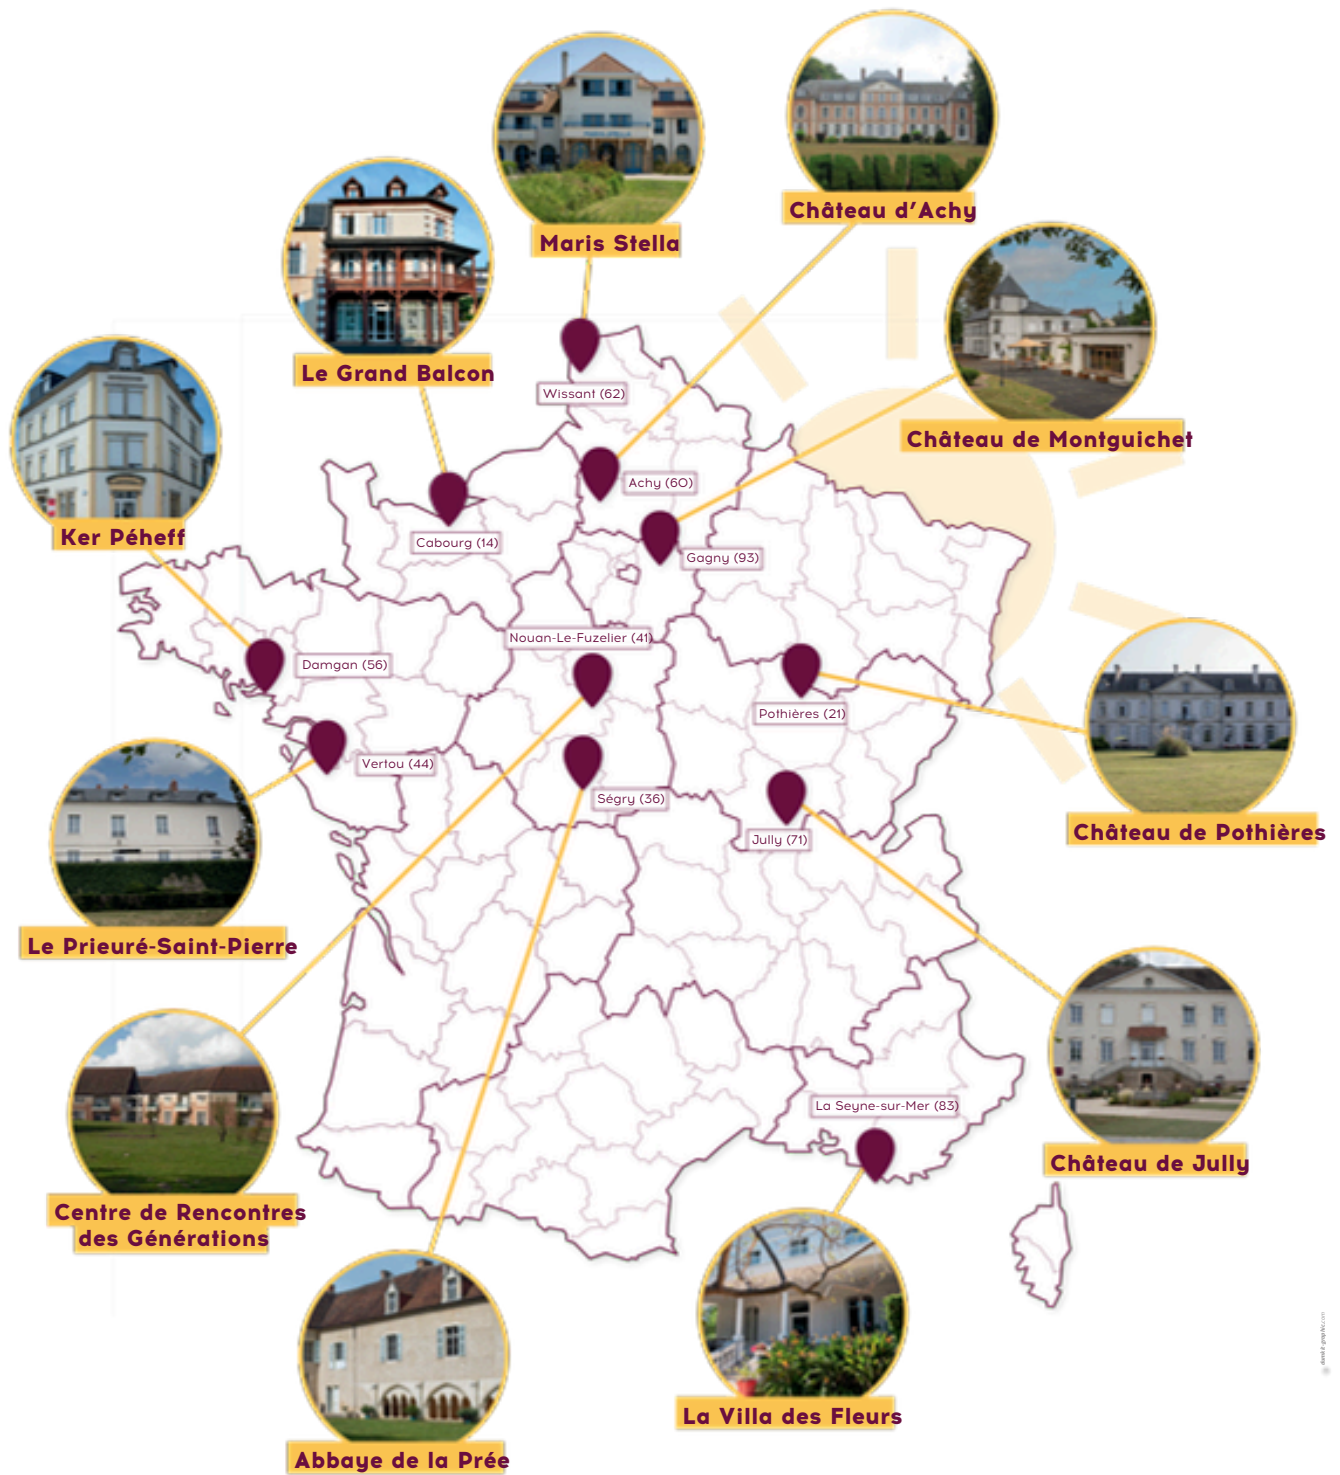 Château d'Achy
Maris Stella
Le Grand Balcon
Wissant (62)
Château de Montguichet
Achy (60)
Ker Péheff
Cabourg (14)
Gagny (93)
Nouan-Le-Fuzelier (41)
Damgan (56)
Pothières (21)
Vertou (44)
Ségry (36)
Château de Pothières
Jully (71)
Le Prieuré-Saint-Pierre
La Seyne-sur-Mer (83)
Château de Jully
Centre de Rencontres
des Générations
La Villa des Fleurs
Abbaye de la Prée